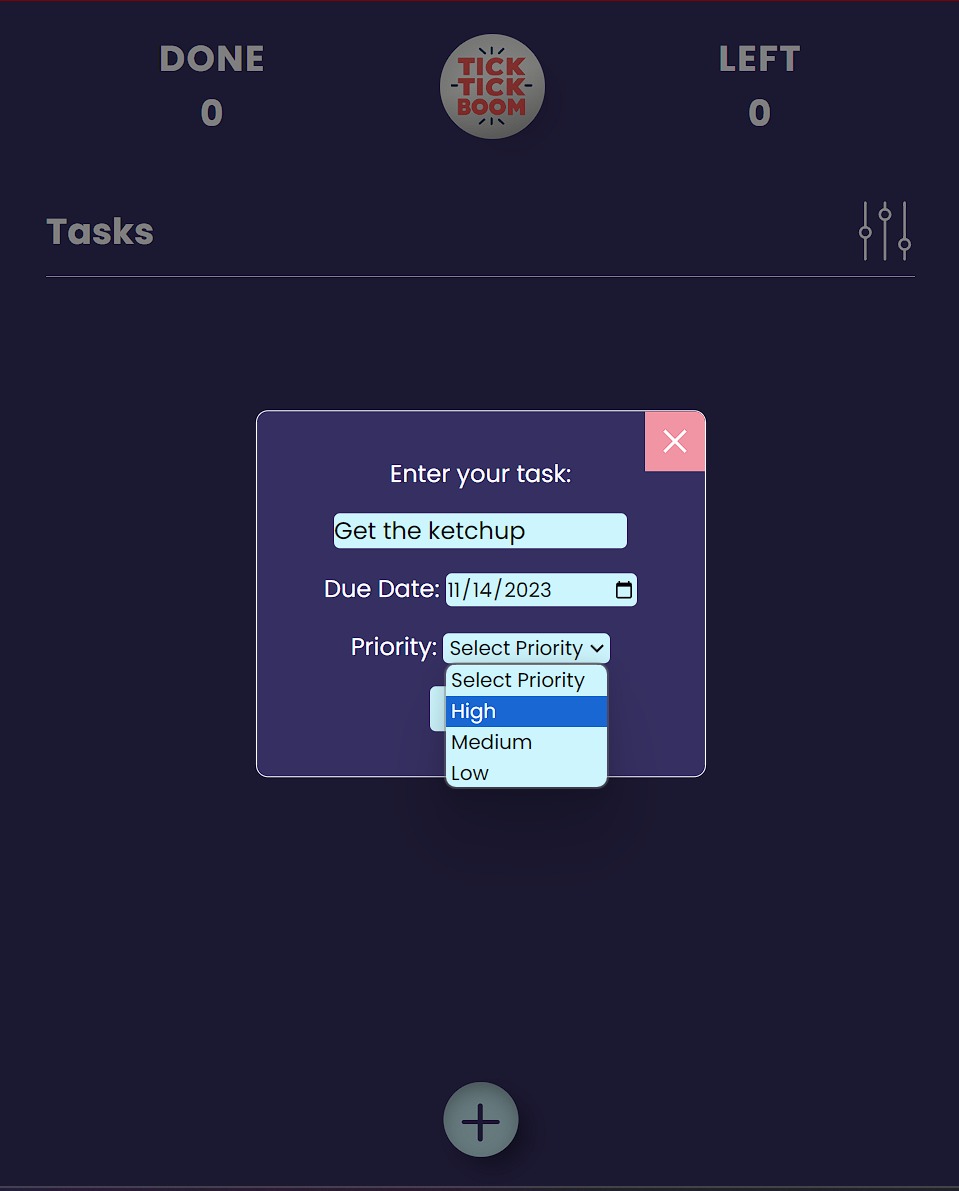 DONE
0
TICK
TICK
BOOM
LEFT
0
Tasks
Enter your task:
Get the ketchup
Due Date: 11/14/2023
Priority: Select Priority
Select Priority
High
Medium
Low